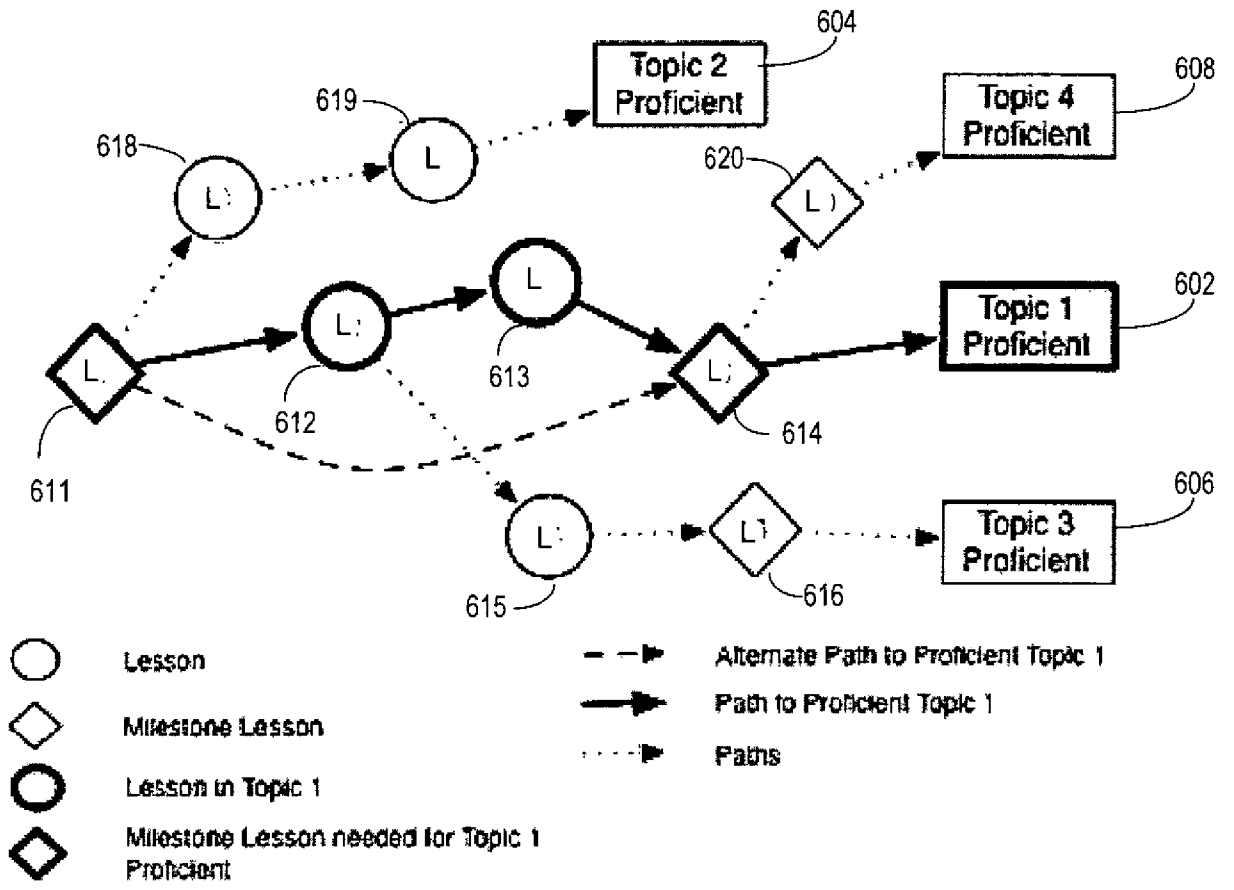 604
Topic 2
Proficient
608
Topic 4
Proficient
619
618
L
L
620
L
602
Topic 1
Proficient
L
L
L
L
613
612
614
611
606
Topic 3
Proficient
L
L
615
616
Lesson
Alternate Path to Proficient Topic 1
Milestone Lesson
Path to Proficient Topic 1
Paths
Lesson in Topic 1
Milestone Lesson needed for Topic 1
Proficient